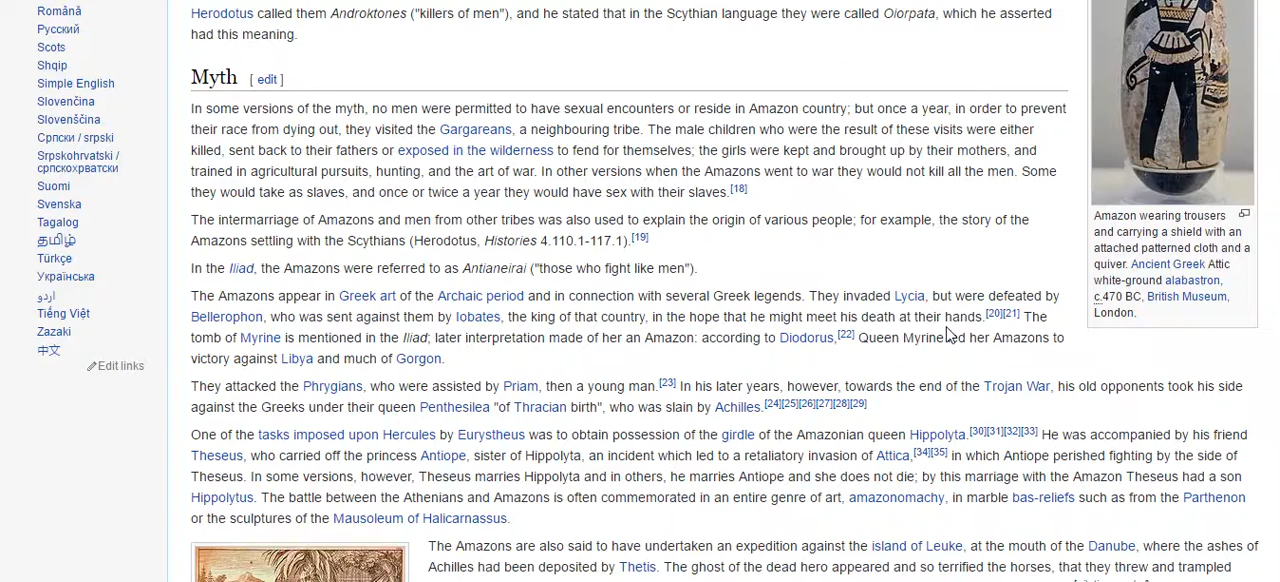 Română
Русский
Scots
Shqip
Simple English
Slovenčina
Slovenščina
Српски / srpski
Srpskohrvatski /
српскохрватски
Suomi
Svenska
Tagalog
தமிழ்
Türkçe
Українська
اردو
Tiếng Việt
Zazaki
中文
Edit links
Herodotus called them Androktones ("killers of men"), and he stated that in the Scythian language they were called Oiorpata, which he asserted
had this meaning.
Myth [ edit ]
In some versions of the myth, no men were permitted to have sexual encounters or reside in Amazon country; but once a year, in order to prevent
their race from dying out, they visited the Gargareans, a neighbouring tribe. The male children who were the result of these visits were either
killed, sent back to their fathers or exposed in the wilderness to fend for themselves; the girls were kept and brought up by their mothers, and
trained in agricultural pursuits, hunting, and the art of war. In other versions when the Amazons went to war they would not kill all the men. Some
they would take as slaves, and once or twice a year they would have sex with their slaves.[18]
The intermarriage of Amazons and men from other tribes was also used to explain the origin of various people; for example, the story of the
Amazons settling with the Scythians (Herodotus, Histories 4.110.1-117.1).[19]
In the Iliad, the Amazons were referred to as Antianeirai ("those who fight like men").
The Amazons appear in Greek art of the Archaic period and in connection with several Greek legends. They invaded Lycia, but were defeated by
Bellerophon, who was sent against them by Iobates, the king of that country, in the hope that he might meet his death at their hands.[20][21] The
tomb of Myrine is mentioned in the Iliad; later interpretation made of her an Amazon: according to Diodorus,[22] Queen Myrine her Amazons to
victory against Libya and much of Gorgon.
They attacked the Phrygians, who were assisted by Priam, then a young man.[23] In his later years, however, towards the end of the Trojan War, his old opponents took his side
against the Greeks under their queen Penthesilea "of Thracian birth", who was slain by Achilles.[24][25][26][27][28][29]
One of the tasks imposed upon Hercules by Eurystheus was to obtain possession of the girdle of the Amazonian queen Hippolyta.[30][31][32][33] He was accompanied by his friend
Theseus, who carried off the princess Antiope, sister of Hippolyta, an incident which led to a retaliatory invasion of Attica,[34][35] in which Antiope perished fighting by the side of
Theseus. In some versions, however, Theseus marries Hippolyta and in others, he marries Antiope and she does not die; by this marriage with the Amazon Theseus had a son
Hippolytus. The battle between the Athenians and Amazons is often commemorated in an entire genre of art, amazonomachy, in marble bas-reliefs such as from the Parthenon
or the sculptures of the Mausoleum of Halicarnassus.
The Amazons are also said to have undertaken an expedition against the island of Leuke, at the mouth of the Danube, where the ashes of
Achilles had been deposited by Thetis. The ghost of the dead hero appeared and so terrified the horses, that they threw and trampled
Amazon wearing trousers
and carrying a shield with an
attached patterned cloth and a
quiver. Ancient Greek Attic
white-ground alabastron,
c.470 BC, British Museum,
London.